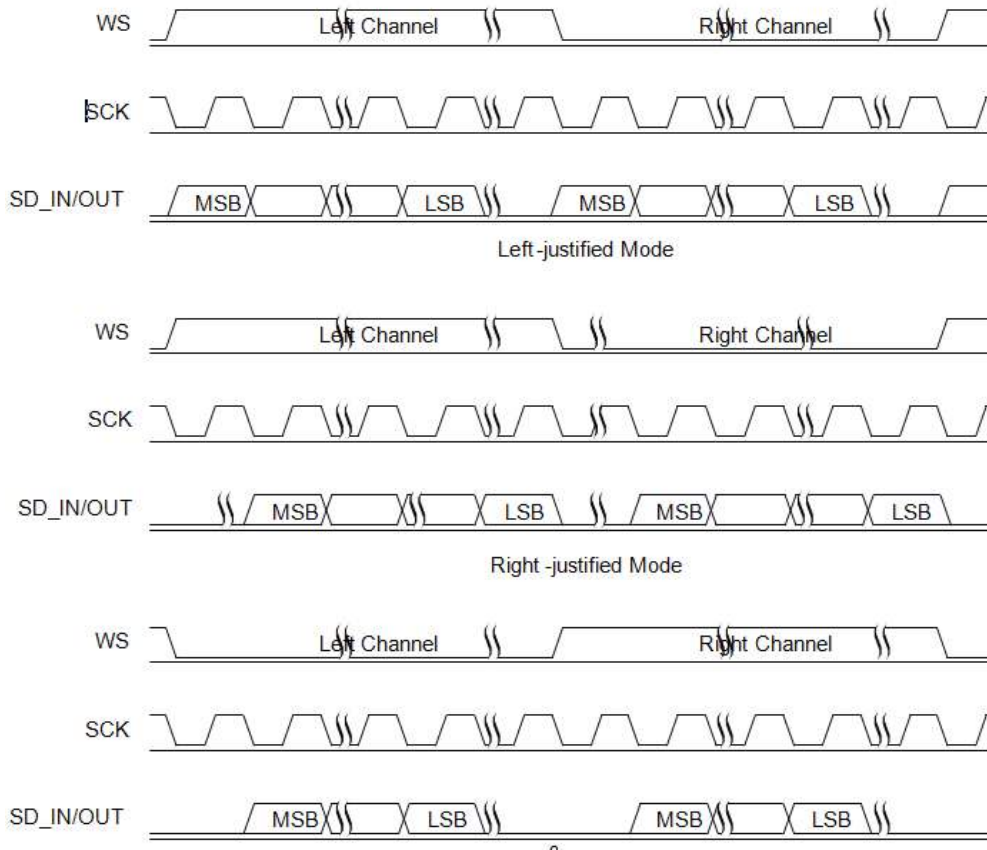 WS Left Channel Right Channel
SCK
SD_IN/OUT MSB LSB MSB LSB
Left-justified Mode
WS Left Channel Right Channel
SCK
SD_IN/OUT MSB LSB MSB LSB
Right -justified Mode
WS Left Channel Right Channel
SCK
SD_IN/OUT MSB LSB MSB LSB